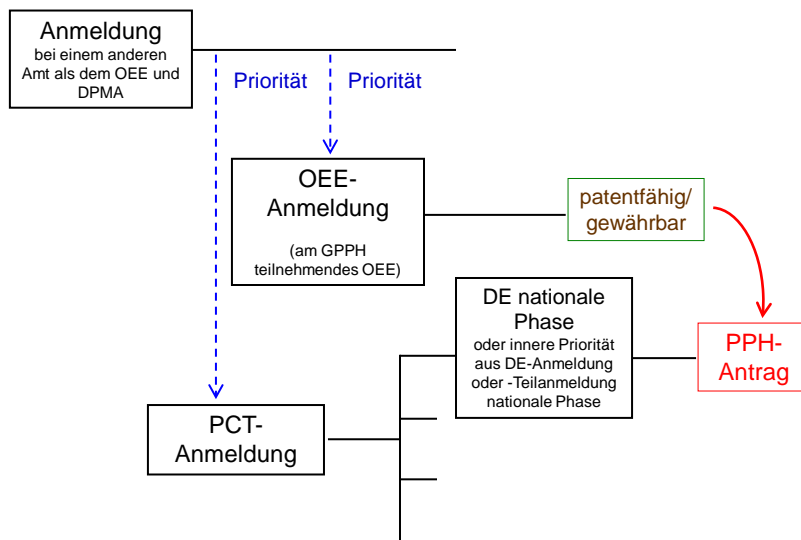 Anmeldung
bei einem anderen
Amt als dem OEE und
DPMA
Priorität
Priorität
OEE-
Anmeldung
(am GPPH
teilnehmendes OEE)
patentfähig/
gewährbar
DE nationale
Phase
oder innere Priorität
aus DE-Anmeldung
oder -Teilanmeldung
nationale Phase
PPH-
Antrag
PCT-
Anmeldung